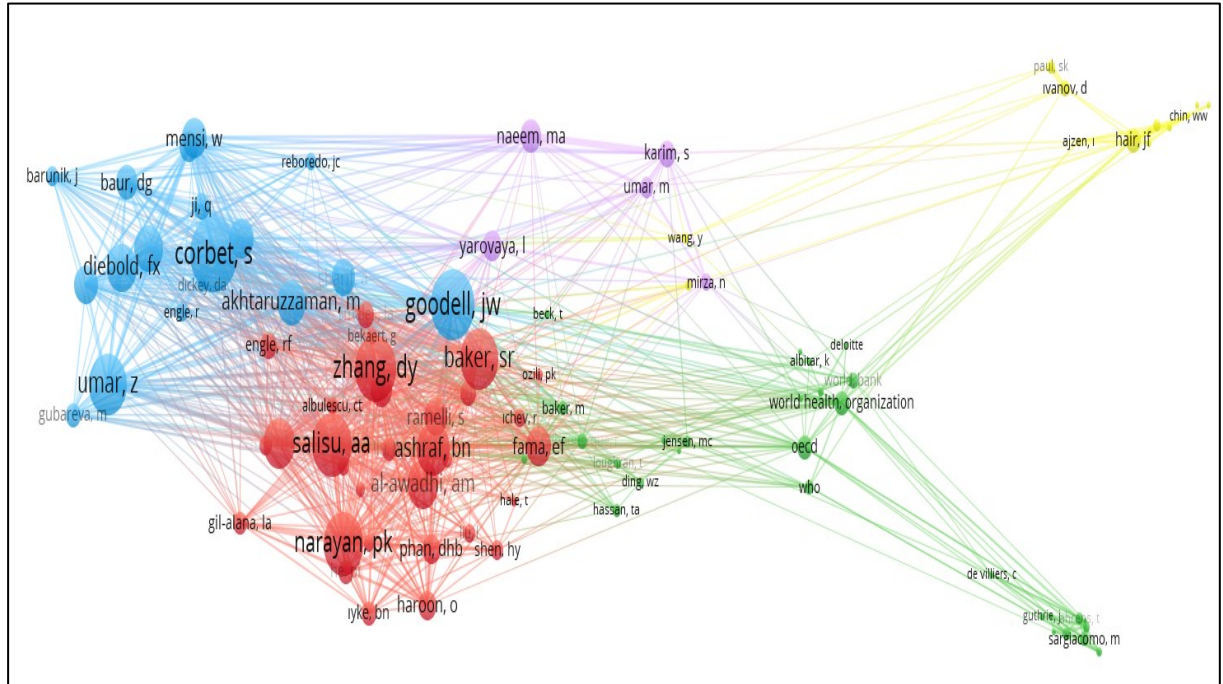 paul, sk
ıvanov, d
chin, ww
mensi, w
naeem, ma
ajzen, ı
hair, jf
reboredo, jc
karim, s
barunik, j
baur, dg
umar, m
ji, q
wang, y
corbet, s
yarovaya, l
diebold, fx
dickey, da
mirza, n
akhtaruzzaman, m
goodell, jw
engle, r
beck, t
bekaert, g
engle, rf
deloitte
baker, sr
albitar, k
zhang, dy
ozili, pk
world bank
umar, z
albulescu, ct
baker, m
world health, organization
gubareva, m
ramelli, s
ıchev, r
salisu, aa
ashraf, bn
fama, ef
jensen, mc
oecd
loughran, t
al-awadhi, am
ding, wz
who
hale, t
hassan, ta
gil-alana, la
narayan, pk
phan, dhb
shen, hy
de villiers, c
ıyke, bn
haroon, o
guthrie, j
sargiacomo, m